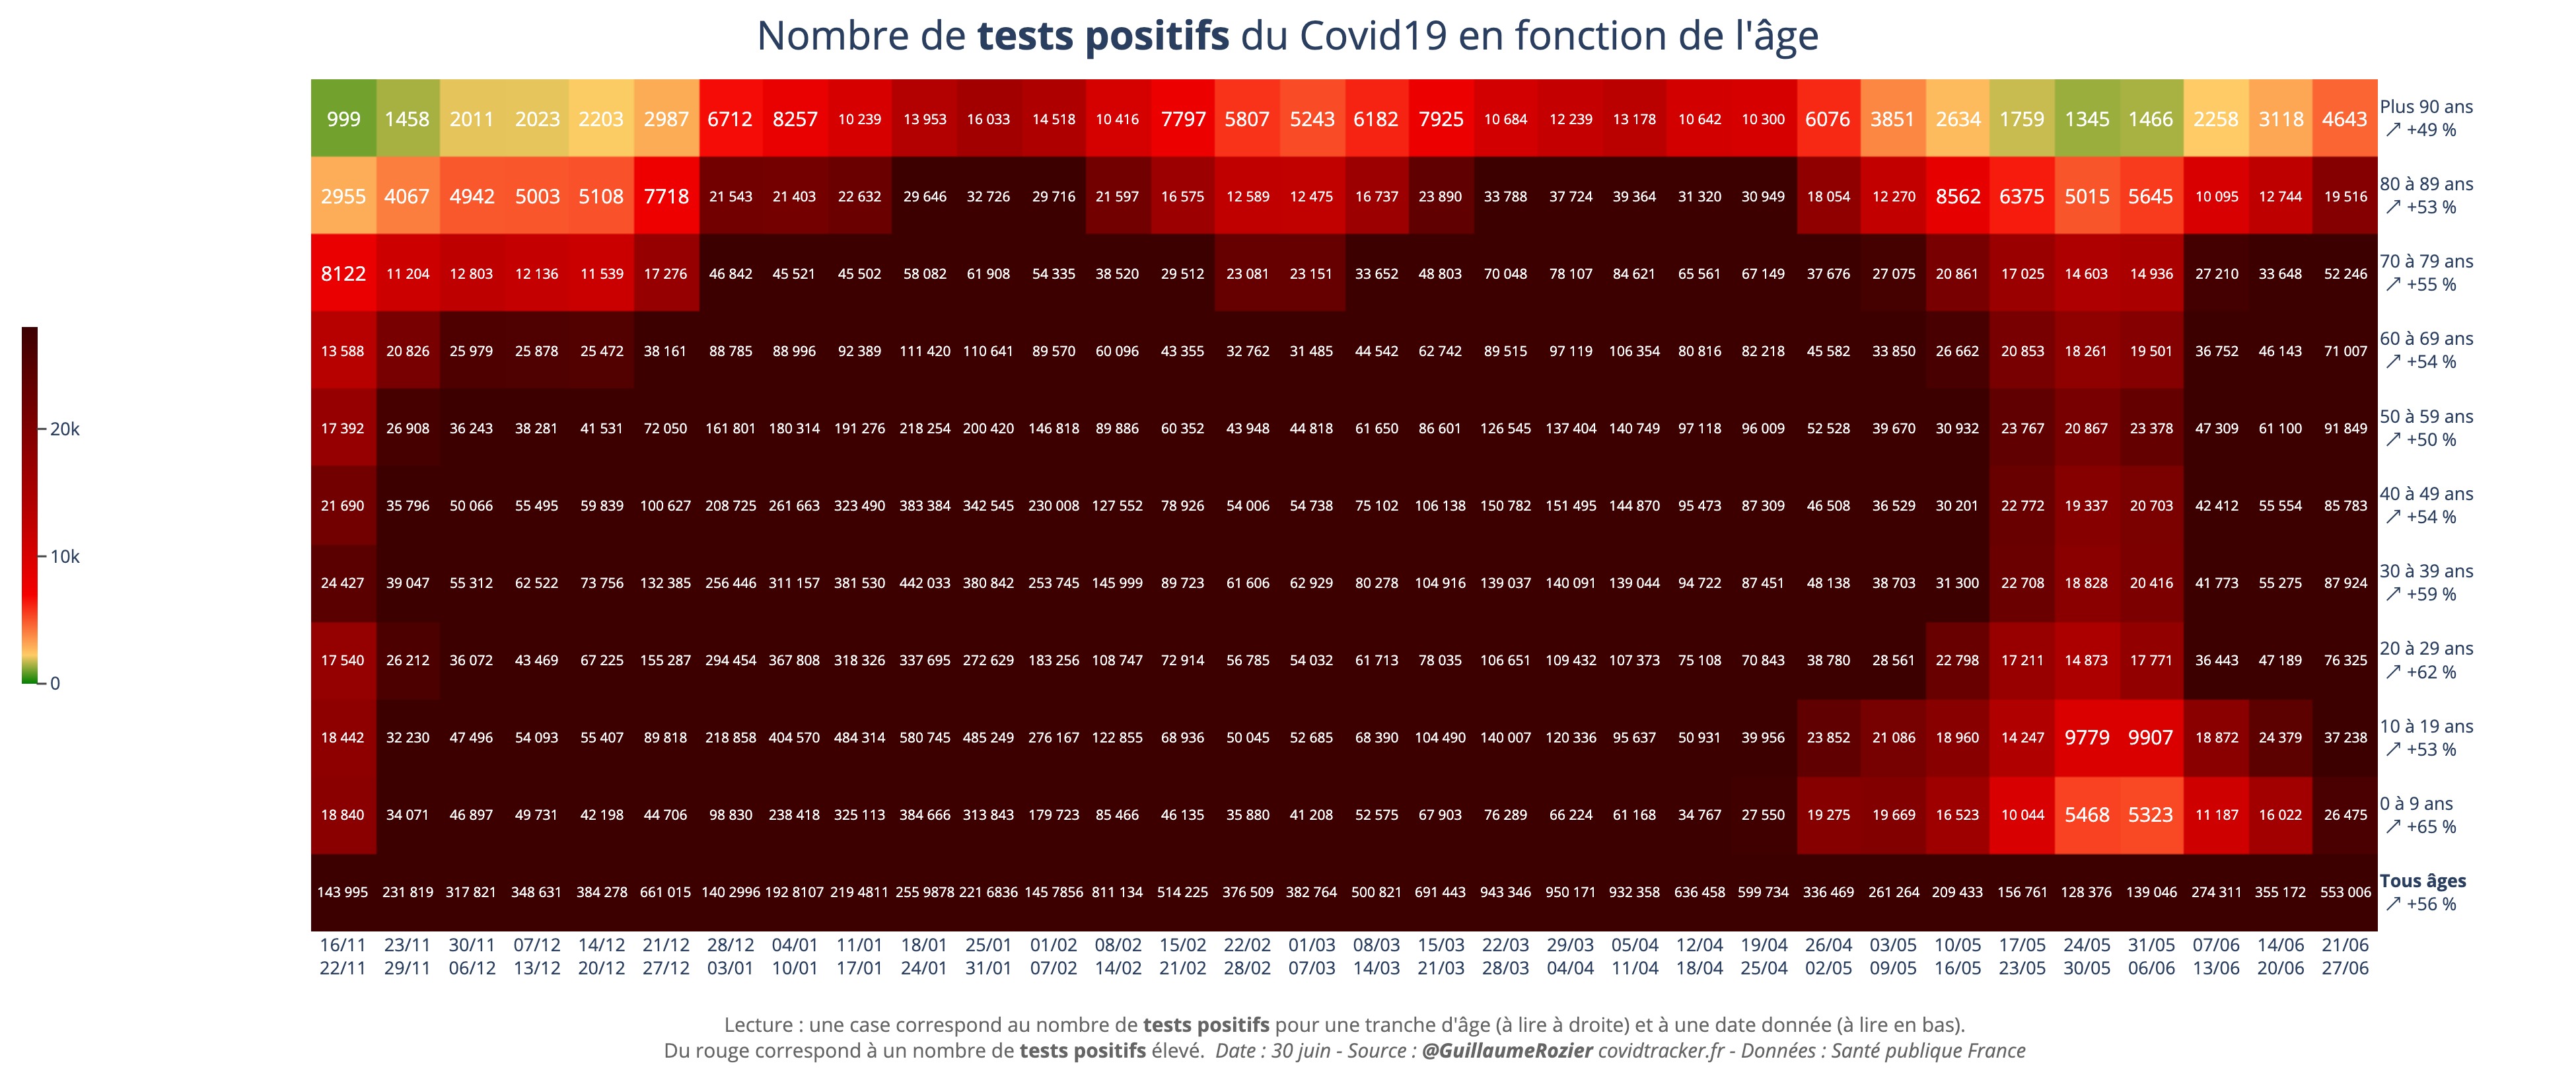 Nombre de tests positifs du Covid19 en fonction de l'âge
999 1458 2011 2023 2203 2987 6712 8257 10 239 13 953 16 033 14 518 10 416 7797 5807 5243 6182 7925 10 684 12 239 13 178 10 642 10 300 6076 3851 2634 1759 1345 1466 2258 3118 4643 Plus 90 ans
↗ +49 %
2955 4067 4942 5003 5108 7718 21 543 21 403 22 632 29 646 32 726 29 716 21 597 16 575 12 589 12 475 16 737 23 890 33 788 37 724 39 364 31 320 30 949 18 054 12 270 8562 6375 5015 5645 10 095 12 744 19 516 80 à 89 ans
↗ +53 %
8122 11 204 12 803 12 136 11 539 17 276 46 842 45 521 45 502 58 082 61 908 54 335 38 520 29 512 23 081 23 151 33 652 48 803 70 048 78 107 84 621 65 561 67 149 37 676 27 075 20 861 17 025 14 603 14 936 27 210 33 648 52 246 70 à 79 ans
↗ +55 %
13 588 20 826 25 979 25 878 25 472 38 161 88 785 88 996 92 389 111 420 110 641 89 570 60 096 43 355 32 762 31 485 44 542 62 742 89 515 97 119 106 354 80 816 82 218 45 582 33 850 26 662 20 853 18 261 19 501 36 752 46 143 71 007 60 à 69 ans
↗ +54 %
17 392 26 908 36 243 38 281 41 531 72 050 161 801 180 314 191 276 218 254 200 420 146 818 89 886 60 352 43 948 44 818 61 650 86 601 126 545 137 404 140 749 97 118 96 009 52 528 39 670 30 932 23 767 20 867 23 378 47 309 61 100 91 849 50 à 59 ans
↗ +50 %
21 690 35 796 50 066 55 495 59 839 100 627 208 725 261 663 323 490 383 384 342 545 230 008 127 552 78 926 54 006 54 738 75 102 106 138 150 782 151 495 144 870 95 473 87 309 46 508 36 529 30 201 22 772 19 337 20 703 42 412 55 554 85 783 40 à 49 ans
↗ +54 %
24 427 39 047 55 312 62 522 73 756 132 385 256 446 311 157 381 530 442 033 380 842 253 745 145 999 89 723 61 606 62 929 80 278 104 916 139 037 140 091 139 044 94 722 87 451 48 138 38 703 31 300 22 708 18 828 20 416 41 773 55 275 87 924 30 à 39 ans
↗ +59 %
17 540 26 212 36 072 43 469 67 225 155 287 294 454 367 808 318 326 337 695 272 629 183 256 108 747 72 914 56 785 54 032 61 713 78 035 106 651 109 432 107 373 75 108 70 843 38 780 28 561 22 798 17 211 14 873 17 771 36 443 47 189 76 325 20 à 29 ans
↗ +62 %
18 442 32 230 47 496 54 093 55 407 89 818 218 858 404 570 484 314 580 745 485 249 276 167 122 855 68 936 50 045 52 685 68 390 104 490 140 007 120 336 95 637 50 931 39 956 23 852 21 086 18 960 14 247 9779 9907 18 872 24 379 37 238 10 à 19 ans
↗ +53 %
18 840 34 071 46 897 49 731 42 198 44 706 98 830 238 418 325 113 384 666 313 843 179 723 85 466 46 135 35 880 41 208 52 575 67 903 76 289 66 224 61 168 34 767 27 550 19 275 19 669 16 523 10 044 5468 5323 11 187 16 022 26 475 0 à 9 ans
↗ +65 %
143 995 231 819 317 821 348 631 384 278 661 015 140 2996 192 8107 219 4811 255 9878 221 6836 145 7856 811 134 514 225 376 509 382 764 500 821 691 443 943 346 950 171 932 358 636 458 599 734 336 469 261 264 209 433 156 761 128 376 139 046 274 311 355 172 553 006 Tous âges
↗ +56 %
20k
10k
0
16/11 23/11 30/11 07/12 14/12 21/12 28/12 04/01 11/01 18/01 25/01 01/02 08/02 15/02 22/02 01/03 08/03 15/03 22/03 29/03 05/04 12/04 19/04 26/04 03/05 10/05 17/05 24/05 31/05 07/06 14/06 21/06
22/11 29/11 06/12 13/12 20/12 27/12 03/01 10/01 17/01 24/01 31/01 07/02 14/02 21/02 28/02 07/03 14/03 21/03 28/03 04/04 11/04 18/04 25/04 02/05 09/05 16/05 23/05 30/05 06/06 13/06 20/06 27/06
Lecture : une case correspond au nombre de tests positifs pour une tranche d'âge (à lire à droite) et à une date donnée (à lire en bas).
Du rouge correspond à un nombre de tests positifs élevé. Date : 30 juin - Source : @GuillaumeRozier covidtracker.fr - Données : Santé publique France